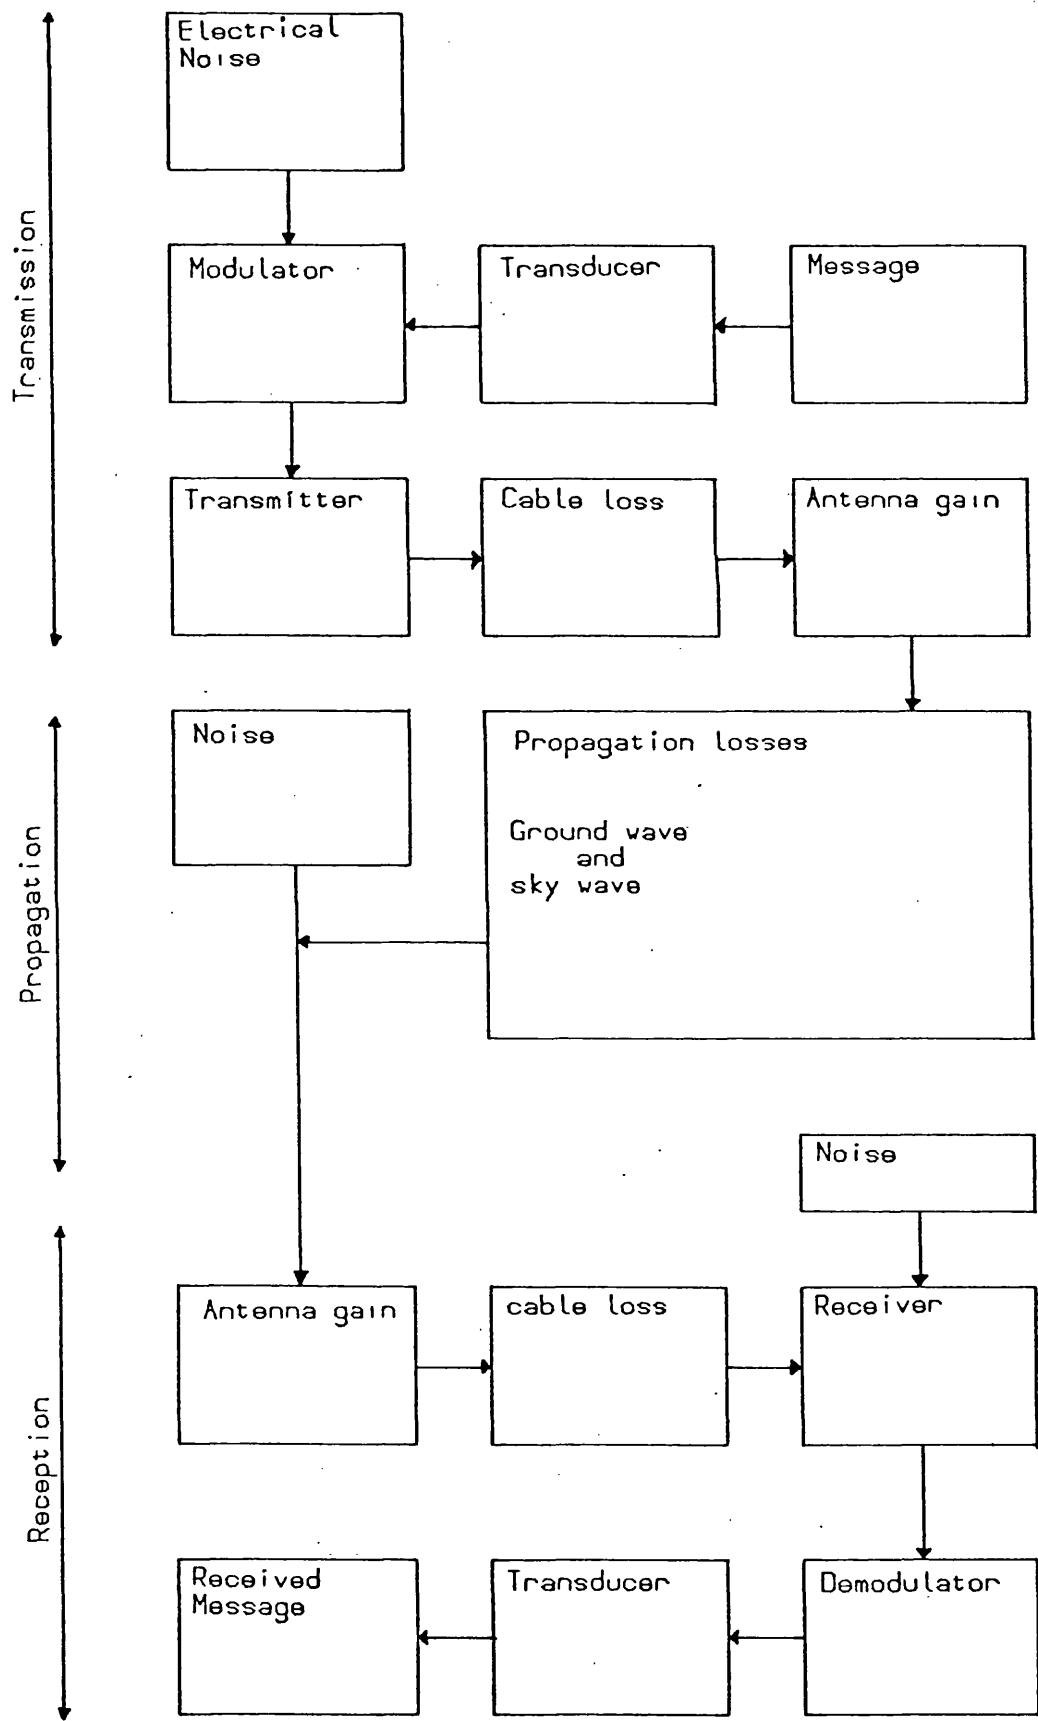 Transmission
Electrical
Noise
Modulator
Transducer
Message
Transmitter
Cable loss
Antenna gain
Propagation
Noise
Propagation losses
Ground wave
and
sky wave
Reception
Noise
Antenna gain
cable loss
Receiver
Received
Message
Transducer
Demodulator